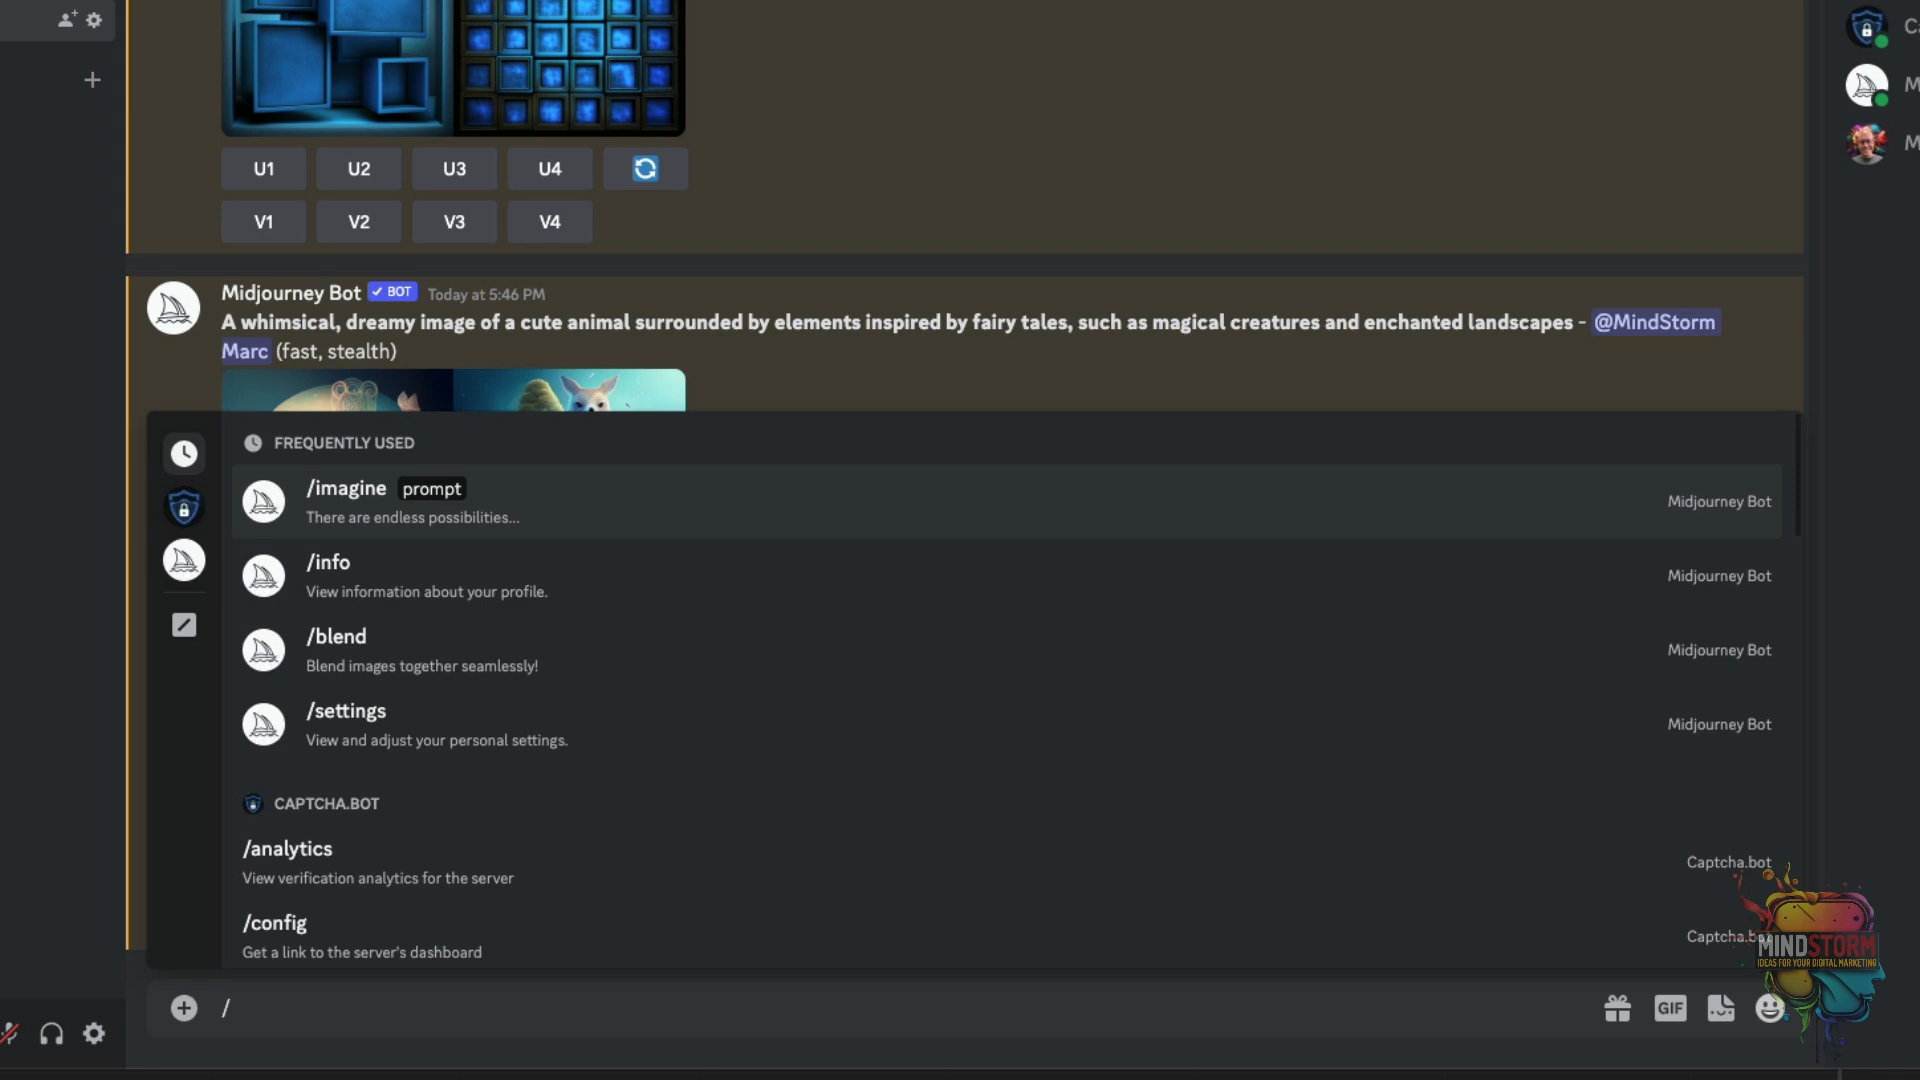 U1 U2 U3 U4
V1 V2 V3 V4
Midjourney Bot BOT Today at 5:46 PM
A whimsical, dreamy image of a cute animal surrounded by elements inspired by fairy tales, such as magical creatures and enchanted landscapes - @MindStorm
Marc (fast, stealth)
FREQUENTLY USED
/imagine prompt
There are endless possibilities...
Midjourney Bot
/info
View information about your profile.
Midjourney Bot
/blend
Blend images together seamlessly!
Midjourney Bot
/settings
View and adjust your personal settings.
Midjourney Bot
CAPTCHA.BOT
/analytics
View verification analytics for the server
Captcha.bot
/config
Get a link to the server's dashboard
Captcha.bot
MINDSTORM
IDEAS FOR YOUR DIGITAL MARKETING
/
GIF